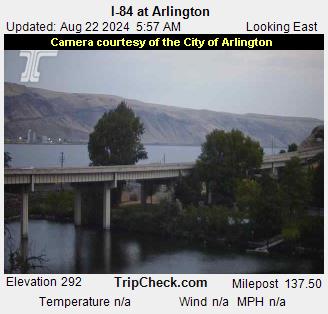 I-84 at Arlington
Updated: Aug 22 2024 5:57 AM Looking East
Camera courtesy of the City of Arlington
Elevation 292 TripCheck.com Milepost 137.50
Temperature n/a Wind n/a MPH n/a